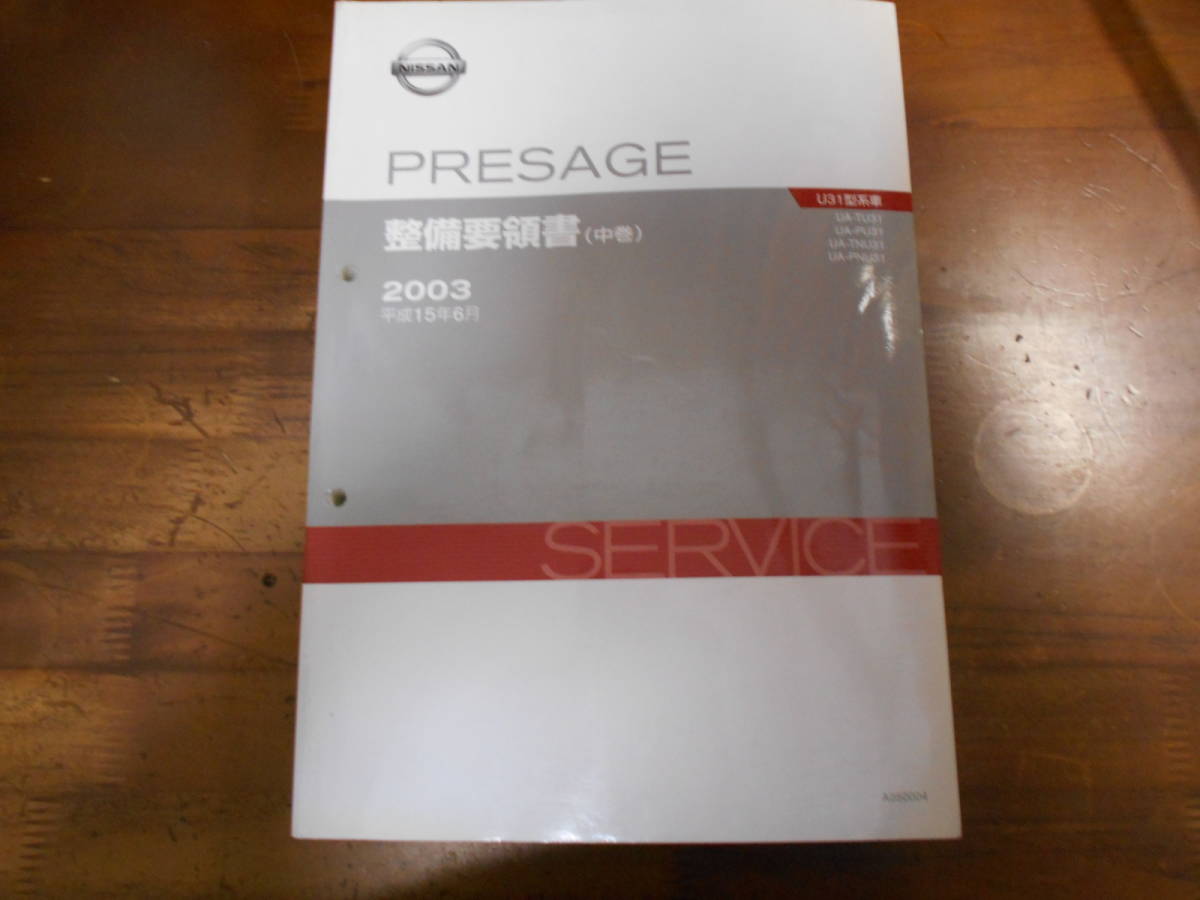 NISSAN
PRESAGE
U31型系車
UA-TU31
UA-PU31
UA-TNU31
UA-PNU31
整備要領書(中巻)
2003
平成15年6月
SERVICE